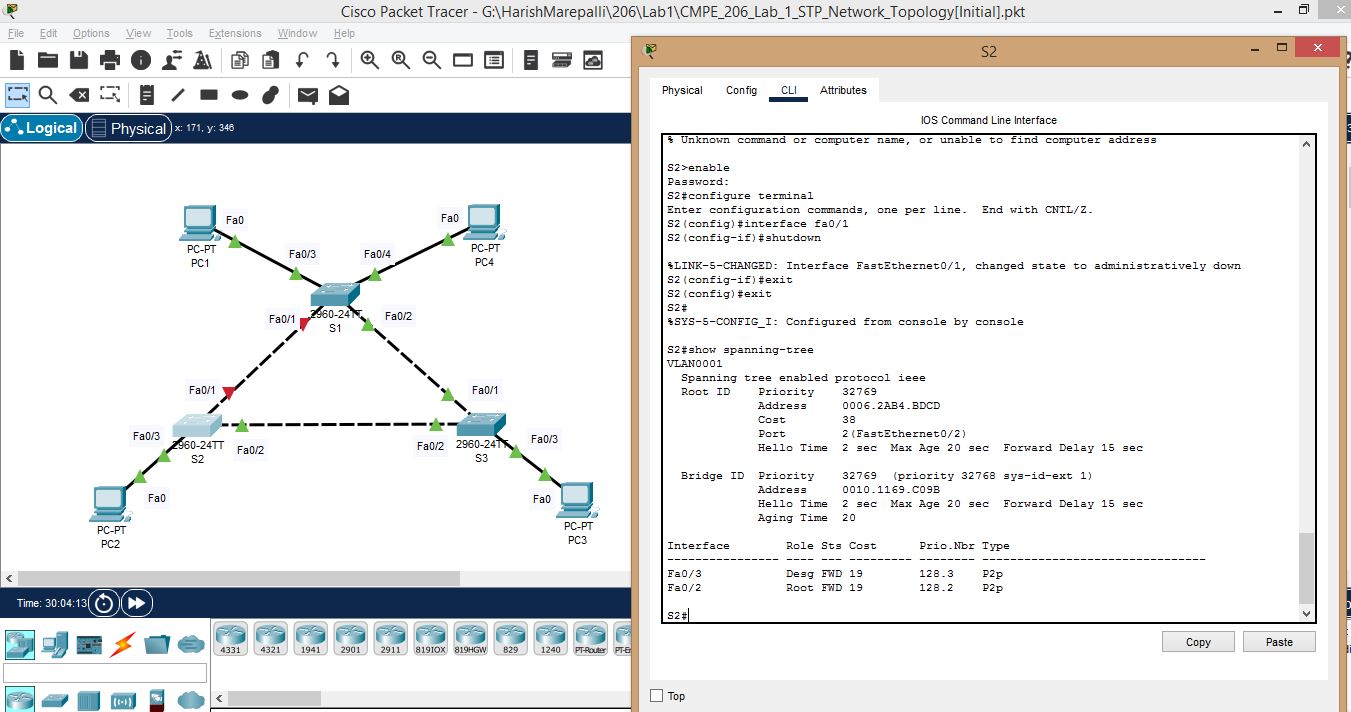 Cisco Packet Tracer - G:\HarishMarepalli\206\Lab1\CMPE_206_Lab_1_STP_Network_Topology[Initial].pkt
File Edit Options View Tools Extensions Window Help
Logical
Physical
x: 171, y: 346
Fa0
PC-PT
PC1
Fa0
PC-PT
PC4
Fa0/3
Fa0/4
Fa0/1
2960-24TT
S1
Fa0/2
Fa0/1
Fa0/1
Fa0/3
2960-24TT
S2
Fa0/2
Fa0/2
2960-24TT
S3
Fa0/3
Fa0
PC-PT
PC2
Fa0
PC-PT
PC3
Time: 30:04:13
4331
4321
1941
2901
2911
819IOX
819HGW
829
1240
PT-Router
S2
Physical Config CLI Attributes
IOS Command Line Interface
% Unknown command or computer name, or unable to find computer address
S2>enable
Password:
S2#configure terminal
Enter configuration commands, one per line.  End with CNTL/Z.
S2(config)#interface fa0/1
S2(config-if)#shutdown
%LINK-5-CHANGED: Interface FastEthernet0/1, changed state to administratively down
S2(config-if)#exit
S2(config)#exit
S2#
%SYS-5-CONFIG_I: Configured from console by console
S2#show spanning-tree
VLAN0001
Spanning tree enabled protocol ieee
Root ID Priority 32769
Address 0006.2AB4.BDCD
Cost 38
Port 2(FastEthernet0/2)
Hello Time 2 sec Max Age 20 sec Forward Delay 15 sec
Bridge ID Priority 32769 (priority 32768 sys-id-ext 1)
Address 0010.1169.C09B
Hello Time 2 sec Max Age 20 sec Forward Delay 15 sec
Aging Time 20
Interface Role Sts Cost Prio.Nbr Type
---------------- ---- --- --------- -------- --------------------------------
Fa0/3 Desg FWD 19 128.3 P2p
Fa0/2 Root FWD 19 128.2 P2p
S2#
Copy
Paste
Top